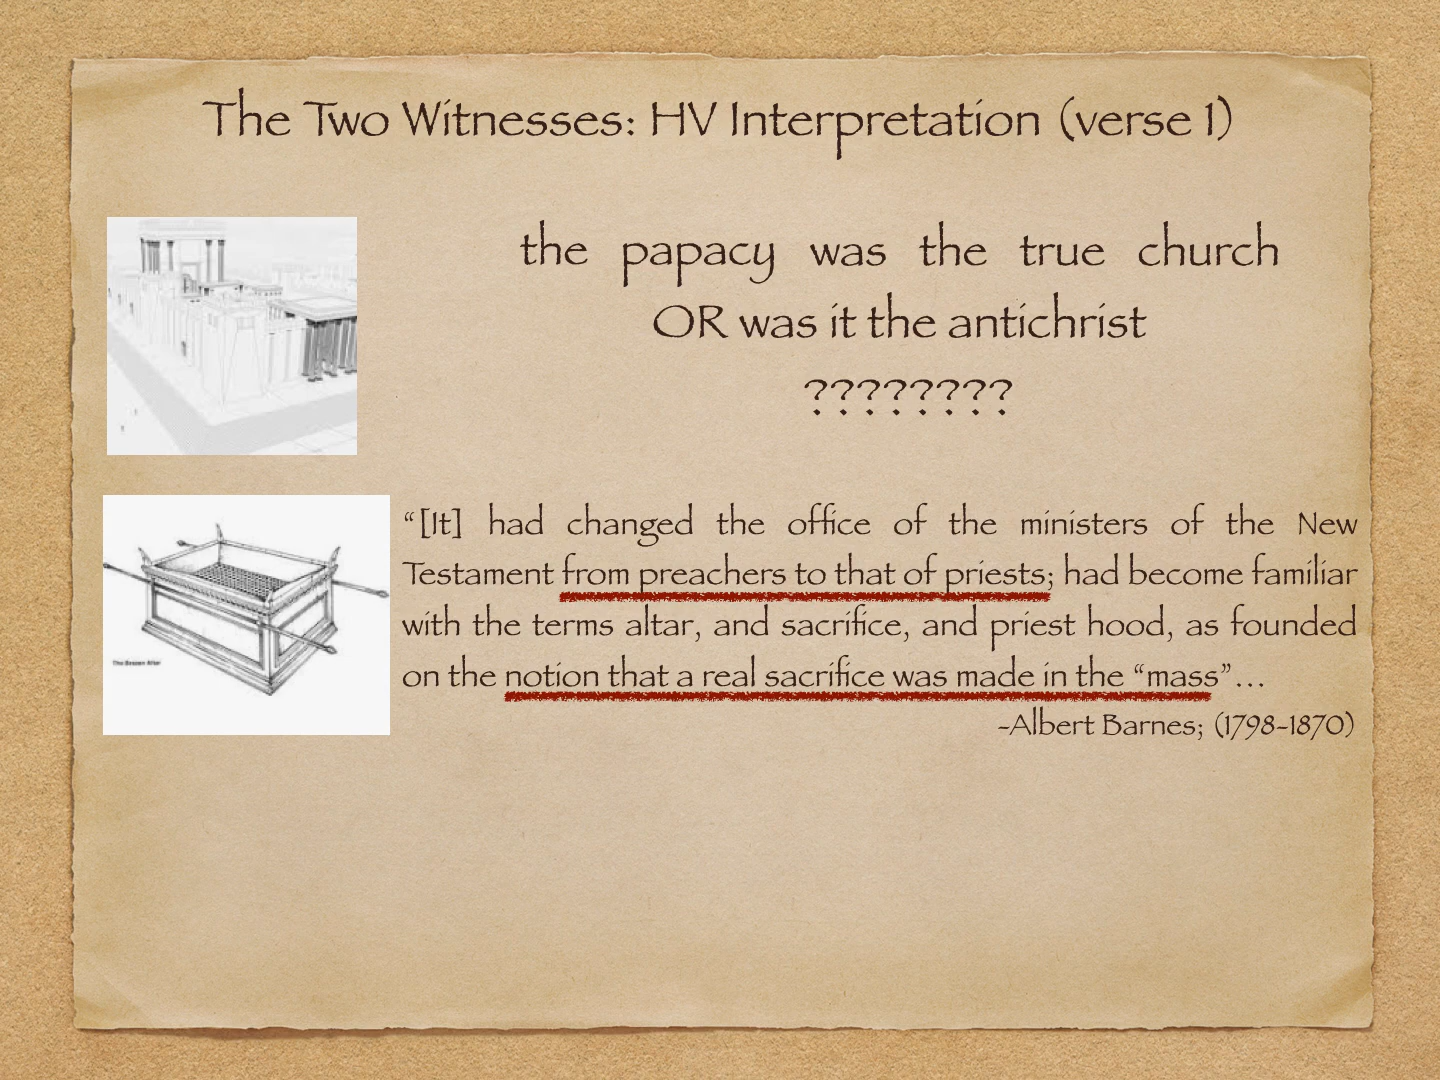 The Two Witnesses: HV Interpretation (verse 1)
the papacy was the true church
OR was it the antichrist
????????
“[It] had changed the office of the ministers of the New
Testament from preachers to that of priests; had become familiar
with the terms altar, and sacrifice, and priest hood, as founded
on the notion that a real sacrifice was made in the “mass”…
-Albert Barnes; (1798-1870)
The Brazen Altar